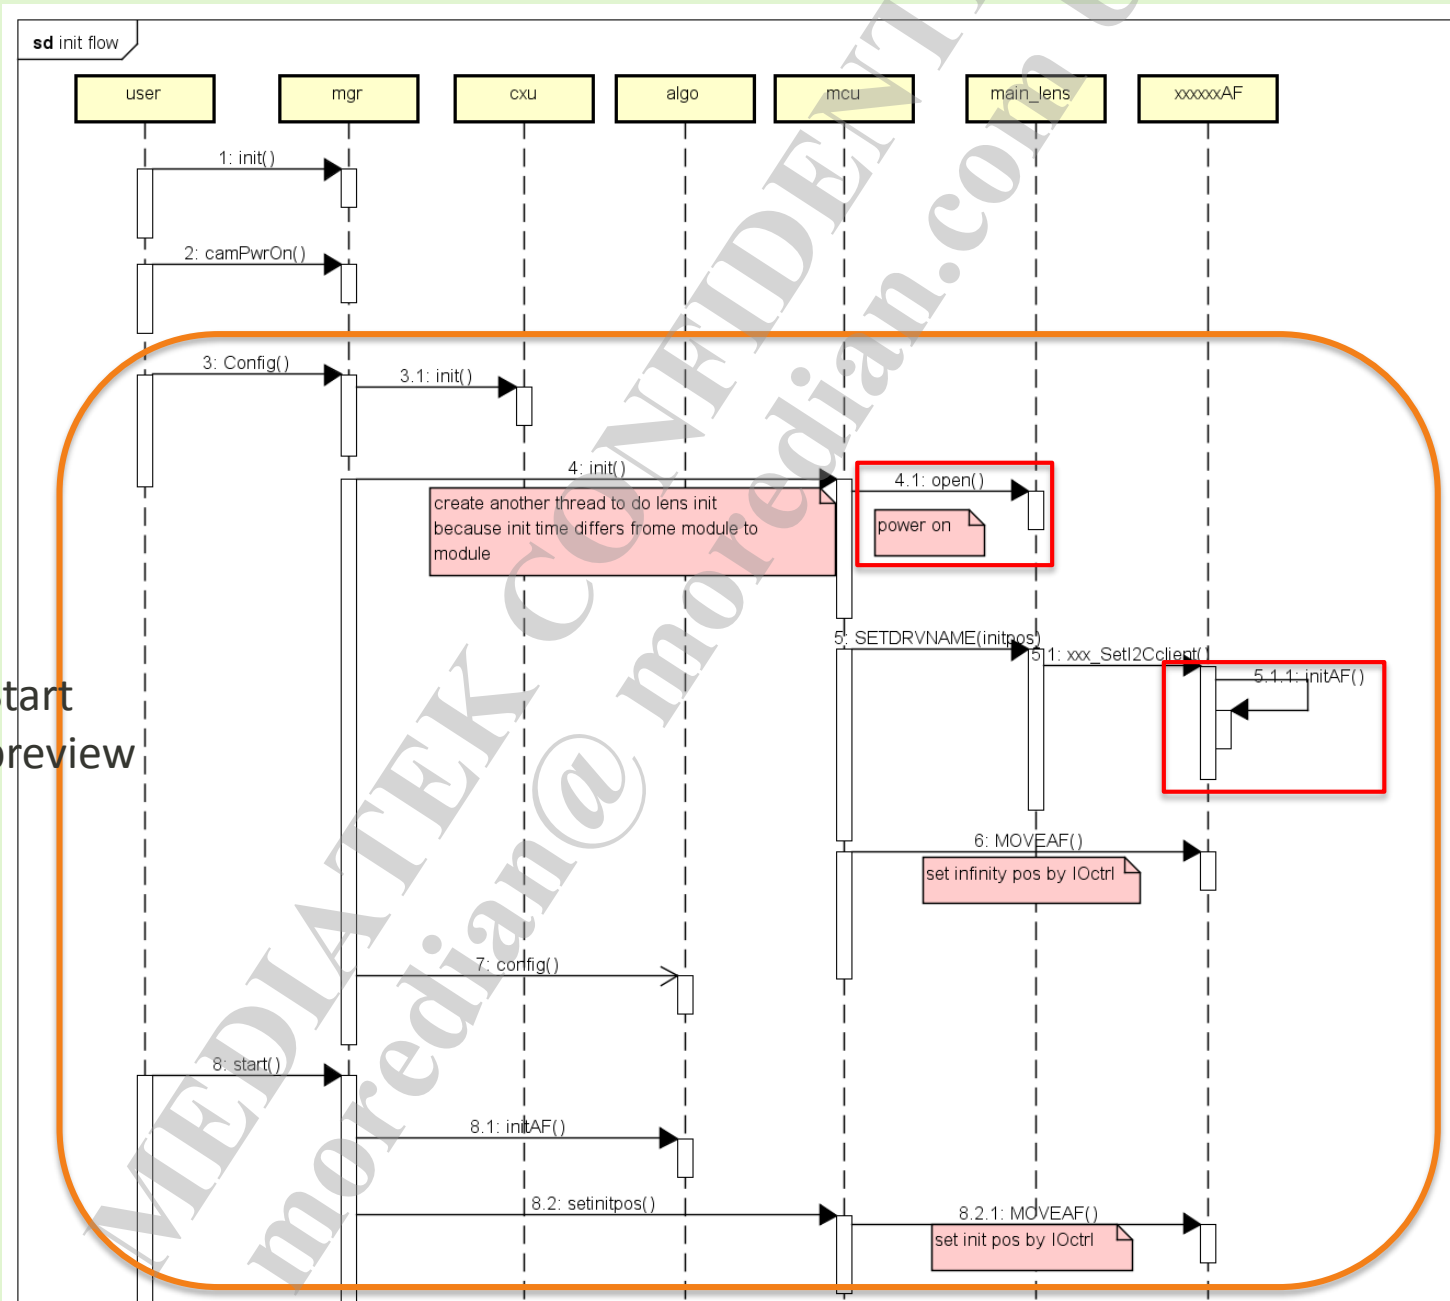 sd init flow
user
mgr
cxu
algo
mcu
main_lens
xxxxxxAF
1: init()
2: camPwrOn()
3: Config()
3.1: init()
4: init()
create another thread to do lens init
because init time differs frome module to
module
4.1: open()
power on
5: SETDRVNAME(initpos)
5.1: xxx_SetI2Cclient()
5.1.1: initAF()
tart
preview
6: MOVEAF()
set infinity pos by IOctrl
7: config()
8: start()
8.1: initAF()
8.2: setinitpos()
8.2.1: MOVEAF()
set init pos by IOctrl
MEDIATEK CONFIDENT
moredian@ moredian.com U